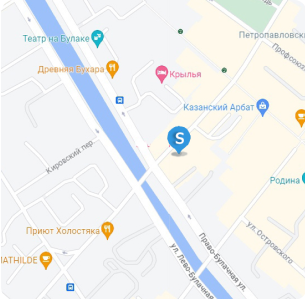 Театр на Булаке
Петропавловск
Профсоюз
Древняя Бухара
Крылья
Казанский Арбат
S
Кировский пер.
Родина
Приют Холостяка
MATHILDE
ул. Островского
Право-Булачная ул.
ул. Лево-Булачная